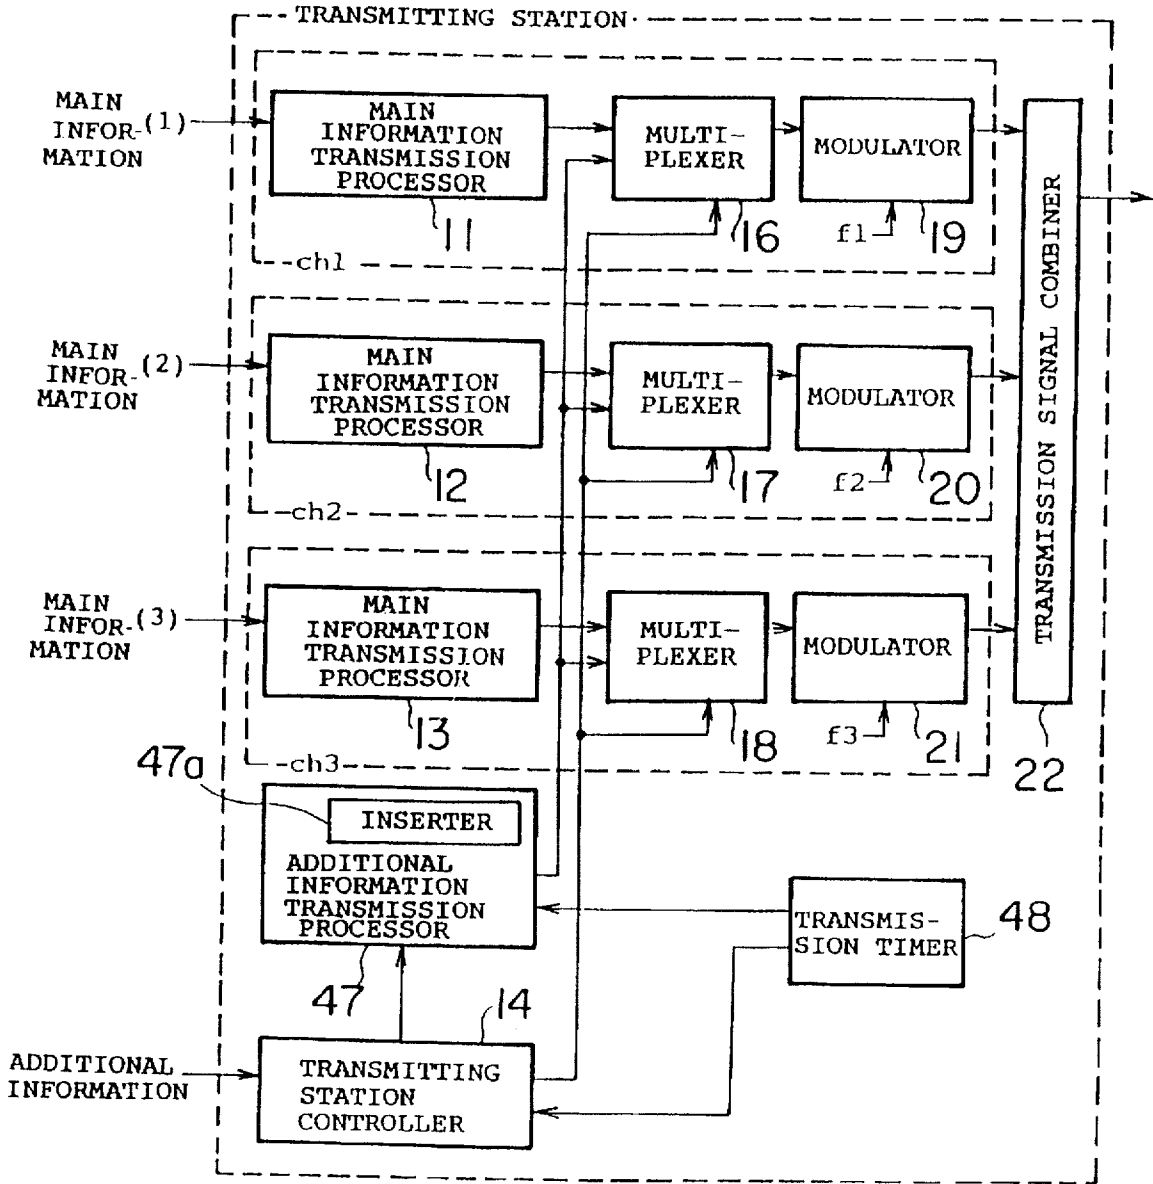 TRANSMITTING STATION
MAIN
INFOR-
MATION
(1)
MAIN
INFORMATION
TRANSMISSION
PROCESSOR
11
MULTI-
PLEXER
16
MODULATOR
f1
19
ch1
MAIN
INFOR-
MATION
(2)
MAIN
INFORMATION
TRANSMISSION
PROCESSOR
12
MULTI-
PLEXER
17
MODULATOR
f2
20
ch2
MAIN
INFOR-
MATION
(3)
MAIN
INFORMATION
TRANSMISSION
PROCESSOR
13
MULTI-
PLEXER
18
MODULATOR
f3
21
ch3
TRANSMISSION SIGNAL COMBINER
22
47a
INSERTER
ADDITIONAL
INFORMATION
TRANSMISSION
PROCESSOR
47
TRANSMIS-
SION TIMER
48
14
ADDITIONAL
INFORMATION
TRANSMITTING
STATION
CONTROLLER